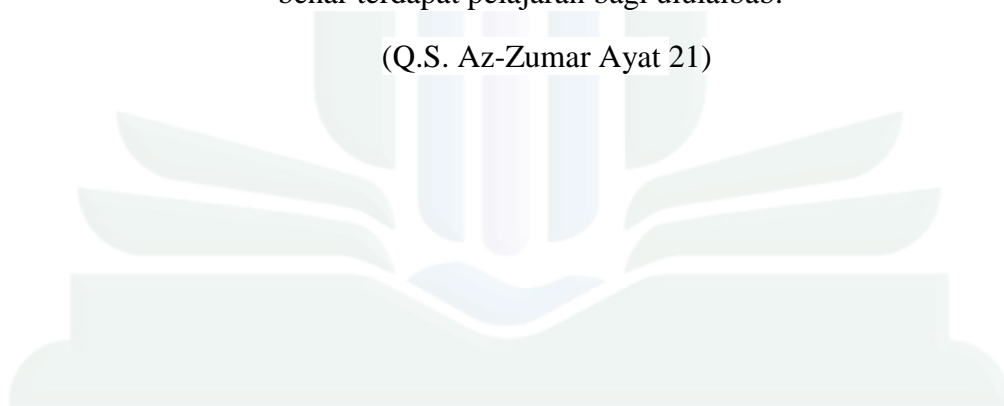 benar terdapat pelajaran bagi ululalbab.
(Q.S. Az-Zumar Ayat 21)